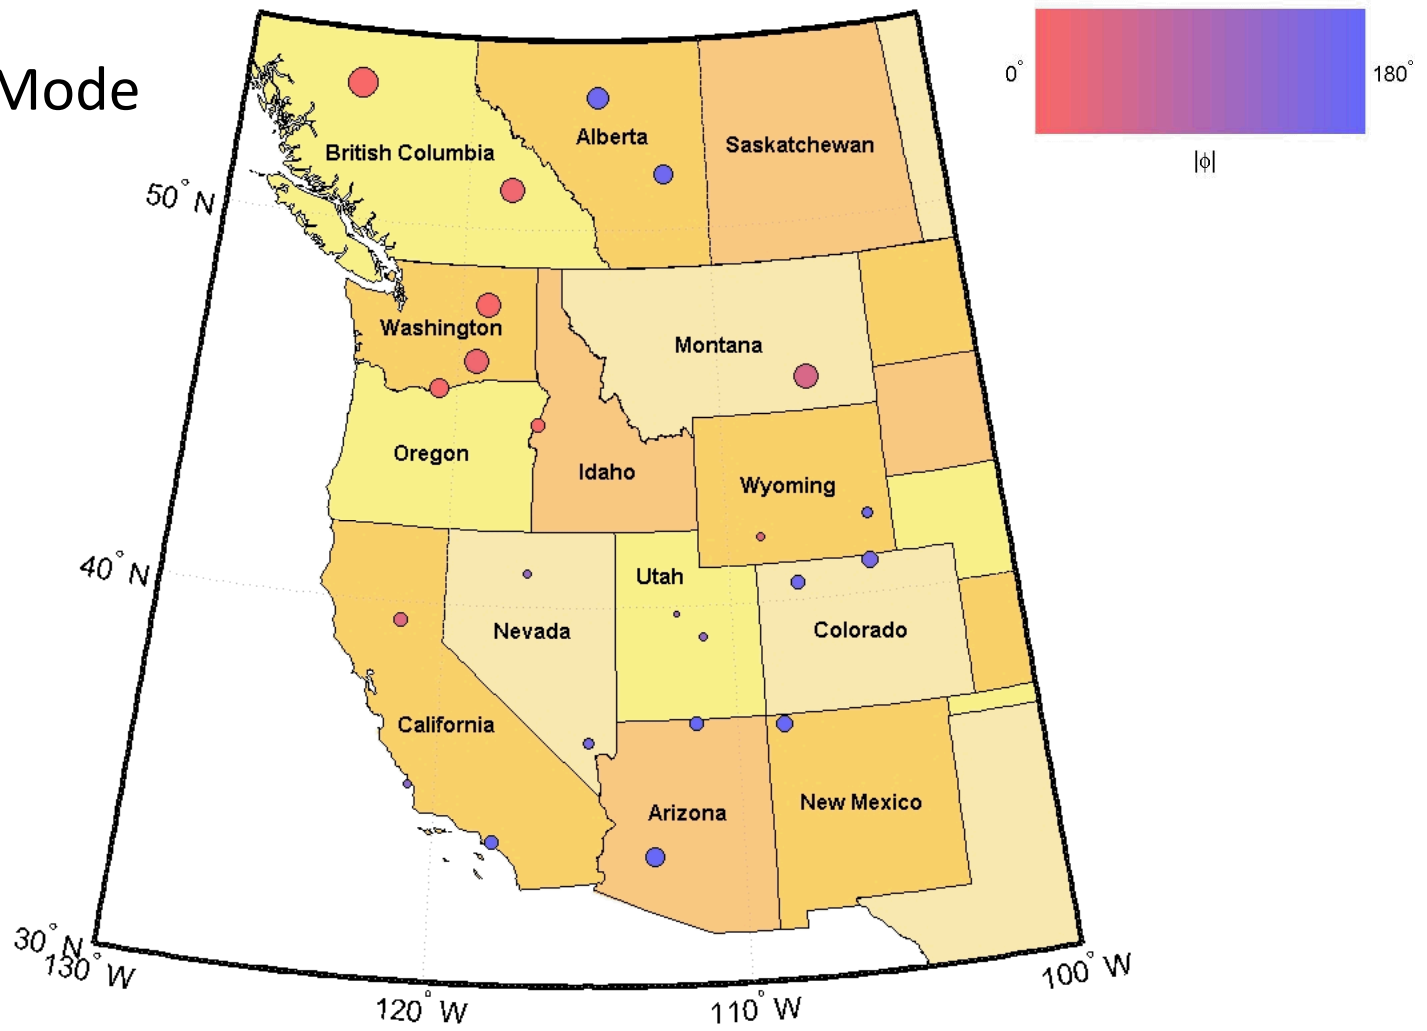 Mode
0°
180°
|ϕ|
Alberta
British Columbia
Saskatchewan
50° N
Washington
Montana
Oregon
Idaho
Wyoming
40° N
Utah
Nevada
Colorado
California
New Mexico
Arizona
30° N
130° W
100° W
120° W
110° W